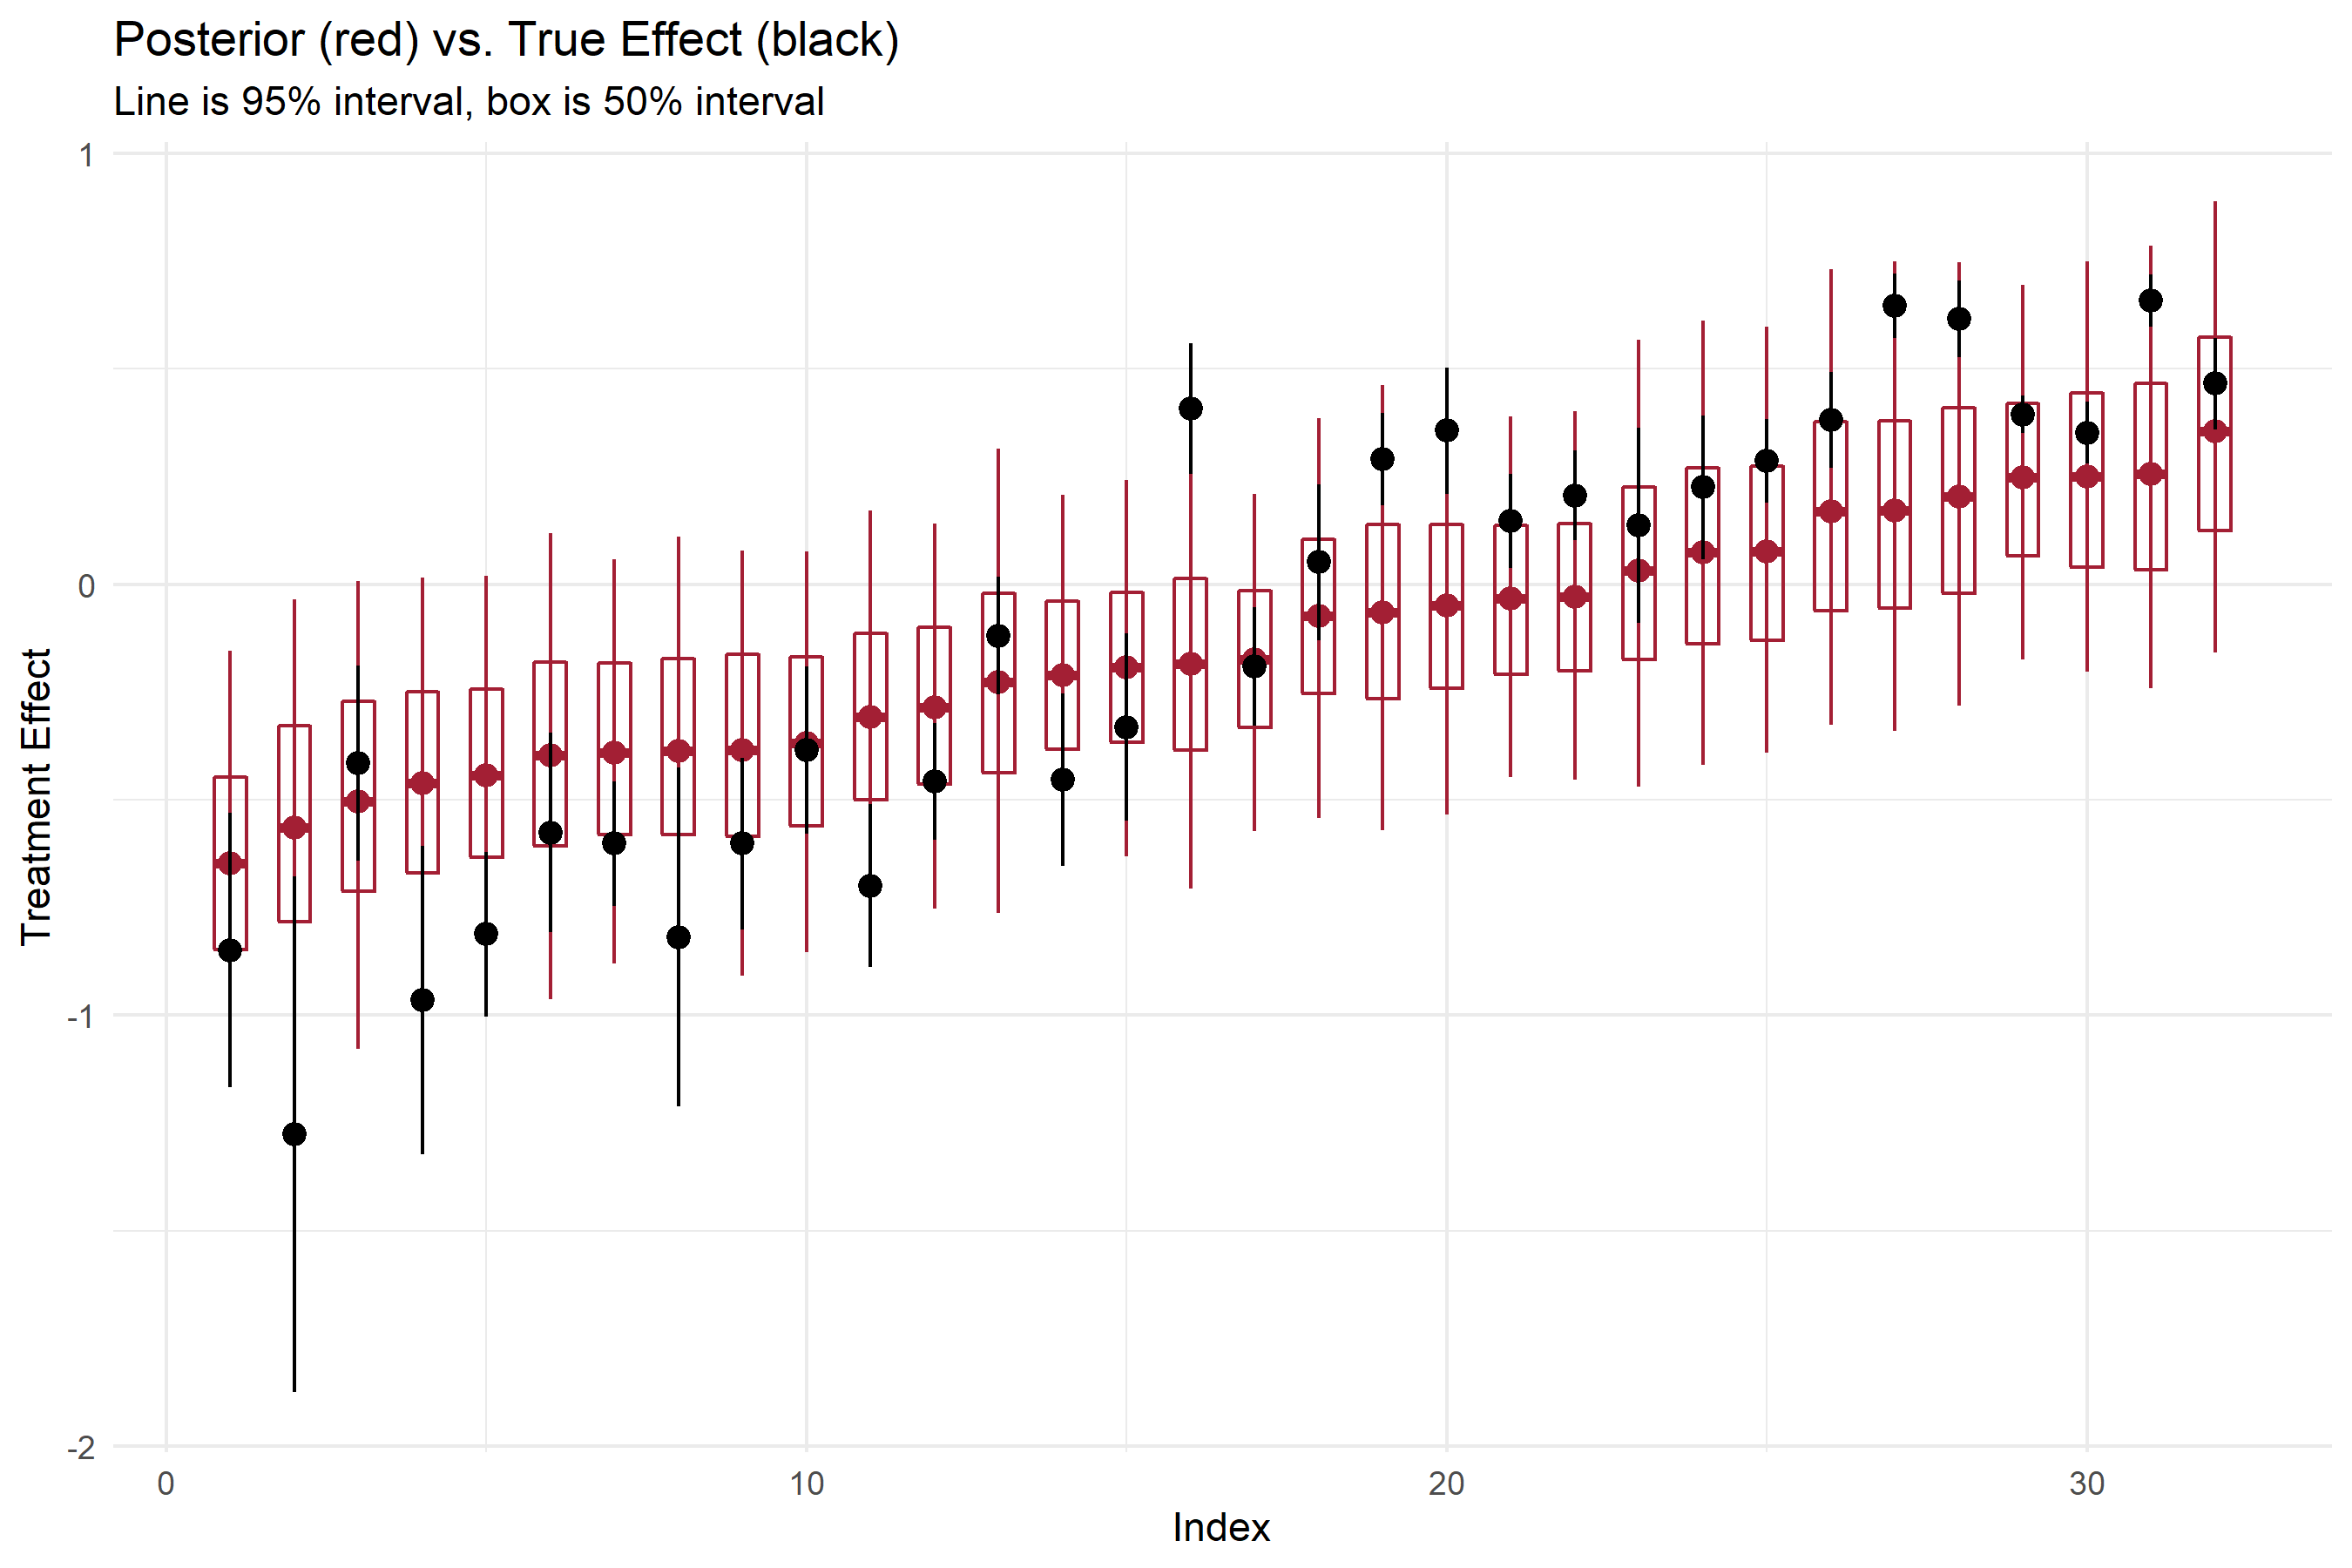 Posterior (red) vs. True Effect (black)
Line is 95% interval, box is 50% interval
1
0
-1
-2
Treatment Effect
0 10 20 30
Index